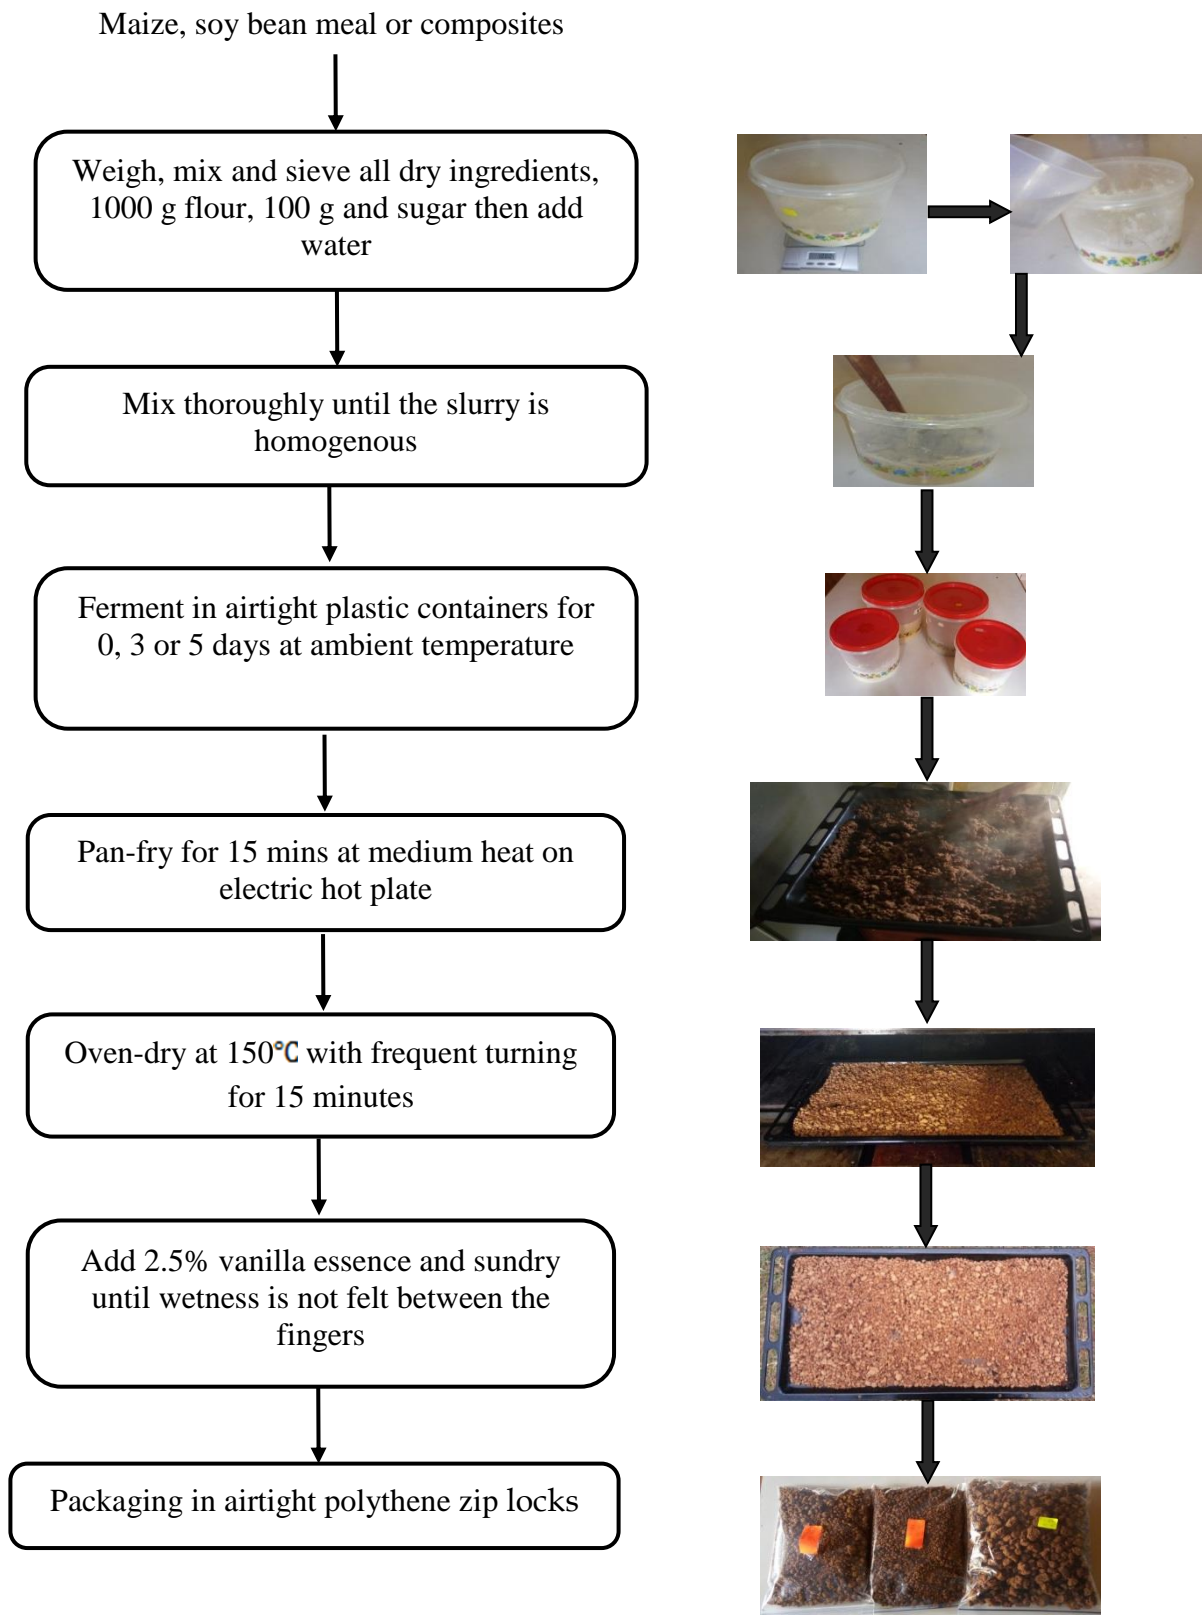 Maize, soy bean meal or composites
Weigh, mix and sieve all dry ingredients,
1000 g flour, 100 g and sugar then add
water
Mix thoroughly until the slurry is
homogenous
Ferment in airtight plastic containers for
0, 3 or 5 days at ambient temperature
Pan-fry for 15 mins at medium heat on
electric hot plate
Oven-dry at 150℃ with frequent turning
for 15 minutes
Add 2.5% vanilla essence and sundry
until wetness is not felt between the
fingers
Packaging in airtight polythene zip locks